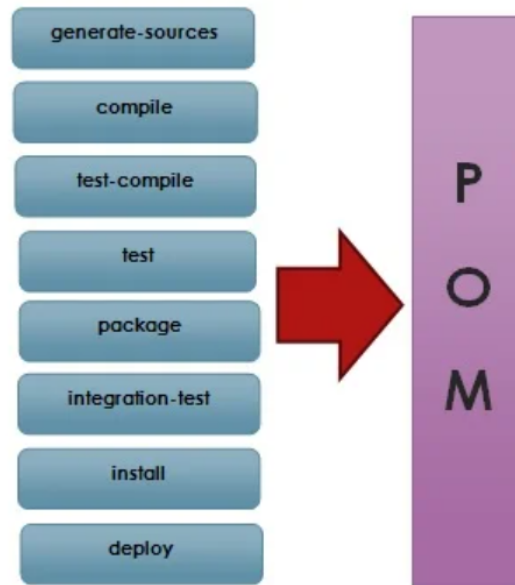 generate-sources
compile
test-compile
test
package
integration-test
install
deploy
P
O
M